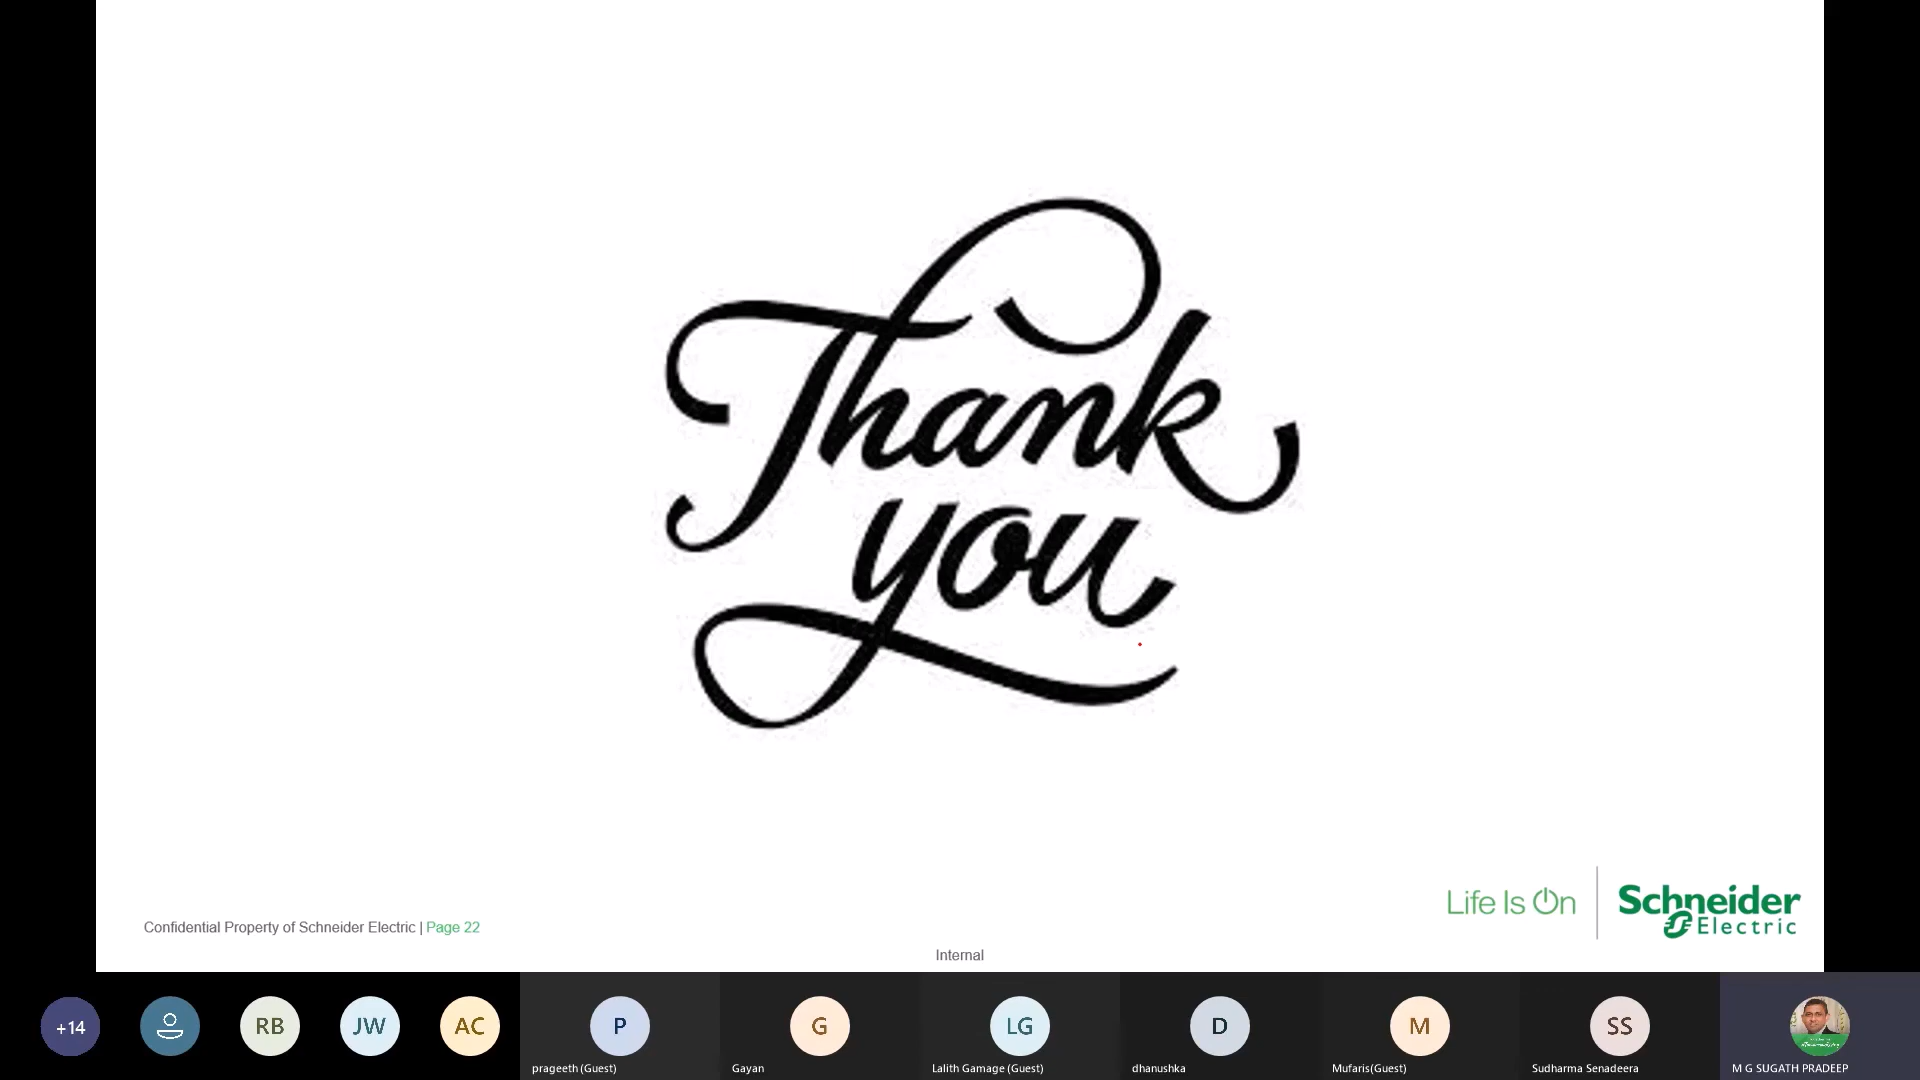 Thank
you
Life Is On
Schneider
Electric
Confidential Property of Schneider Electric | Page 22
Internal
+14
RB
JW
AC
P
G
LG
D
M
SS
prageeth (Guest)
Gayan
Lalith Gamage (Guest)
dhanushka
Mufaris(Guest)
Sudharma Senadeera
M G SUGATH PRADEEP